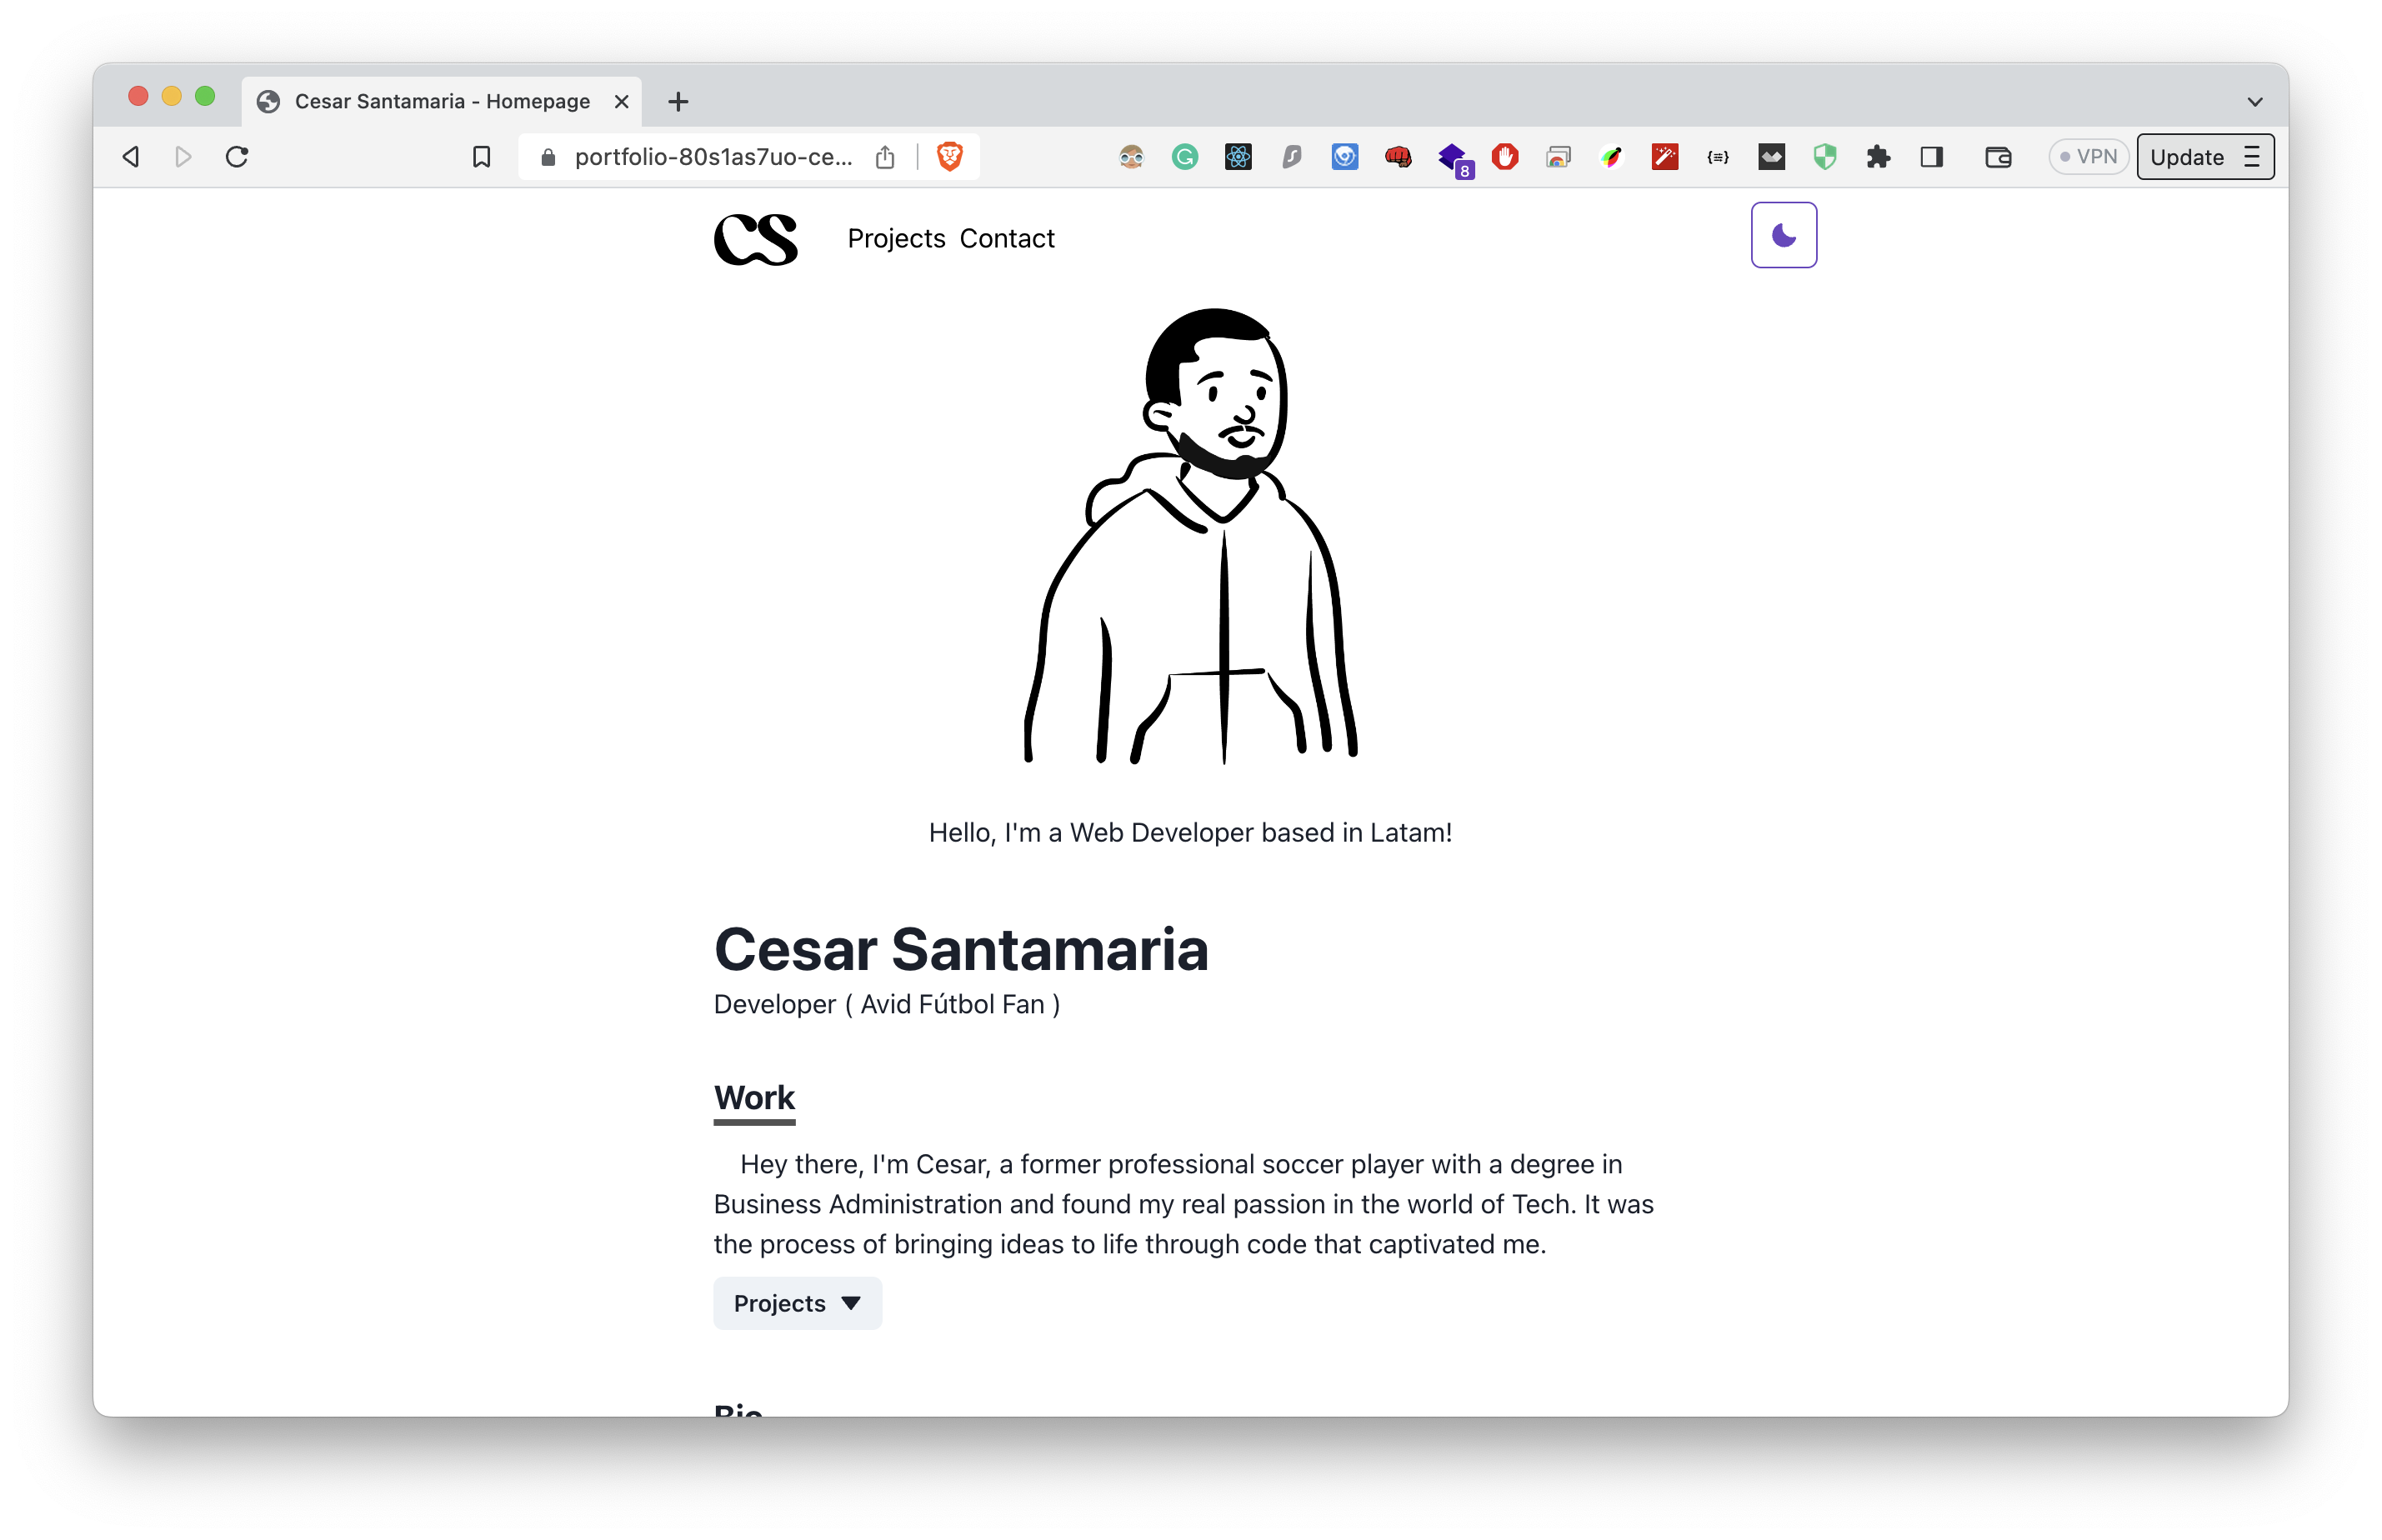 Cesar Santamaria - Homepage
portfolio-80s1as7uo-ce...
8
VPN
Update
CS
Projects Contact
Hello, I'm a Web Developer based in Latam!
Cesar Santamaria
Developer ( Avid Fútbol Fan )
Work
Hey there, I'm Cesar, a former professional soccer player with a degree in
Business Administration and found my real passion in the world of Tech. It was
the process of bringing ideas to life through code that captivated me.
Projects
Bio